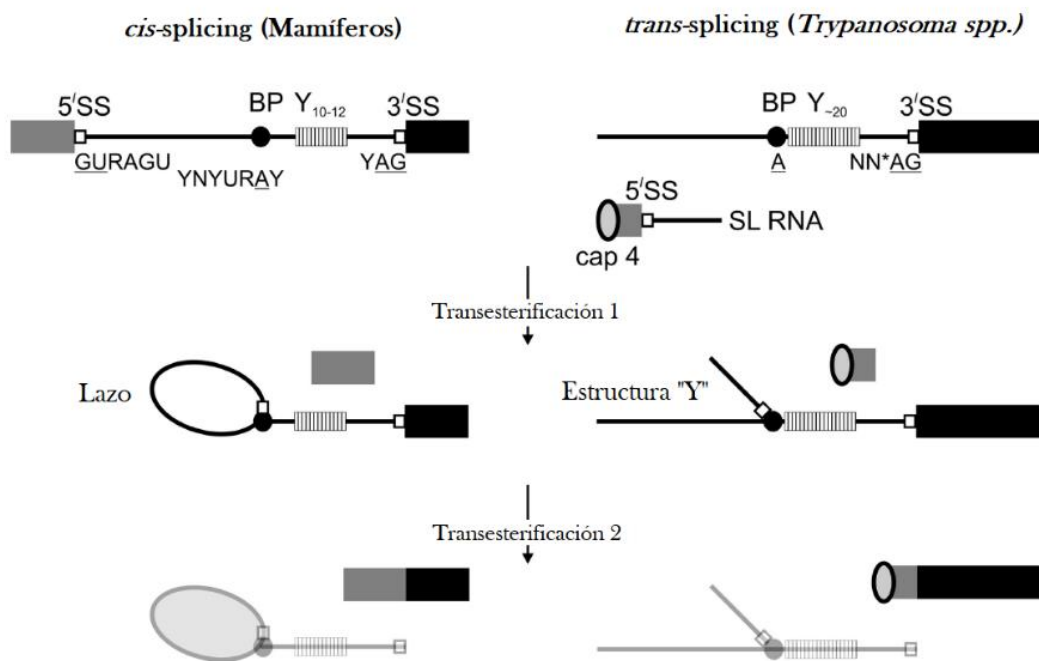 cis-splicing (Mamíferos)
trans-splicing (Trypanosoma spp.)
5'SS
BP Y10-12
3'SS
GURAGU
YNYURAY
YAG
BP Y~20
3'SS
A
NN*AG
5'SS
SL RNA
cap 4
Transesterificación 1
Lazo
Estructura "Y"
Transesterificación 2